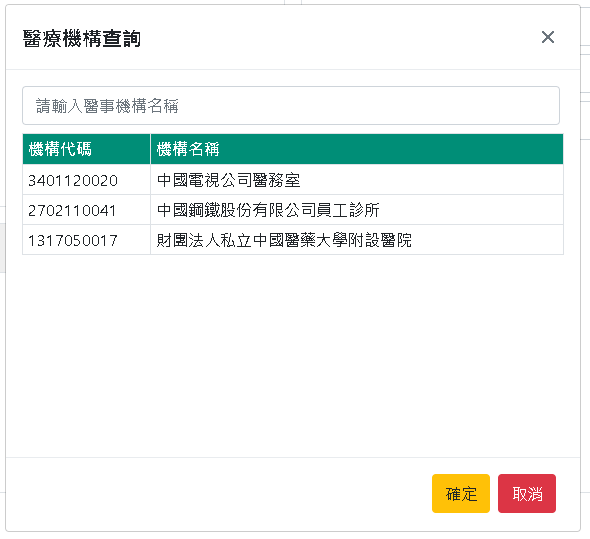 醫療機構查詢
請輸入醫事機構名稱
機構代碼 機構名稱
3401120020 中國電視公司醫務室
2702110041 中國鋼鐵股份有限公司員工診所
1317050017 財團法人私立中國醫藥大學附設醫院
確定 取消